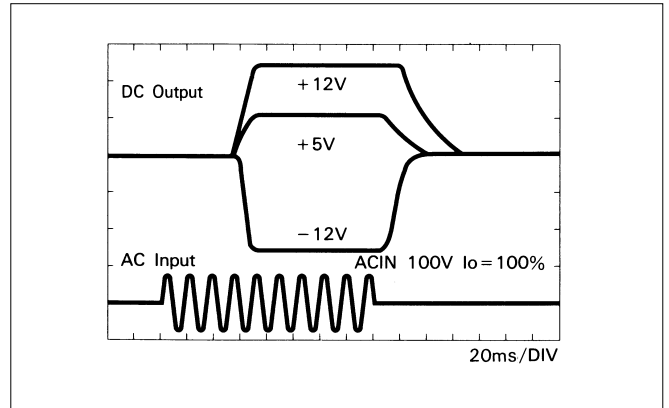 DC Output
+12V
+5V
−12V
AC Input
ACIN 100V Io=100%
20ms/DIV